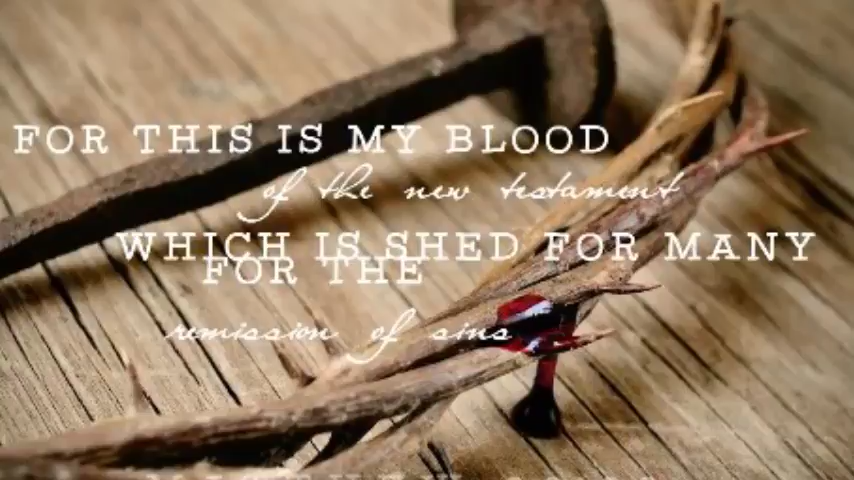 FOR THIS IS MY BLOOD
of the new testament
WHICH IS SHED FOR MANY
FOR THE
remission of sins